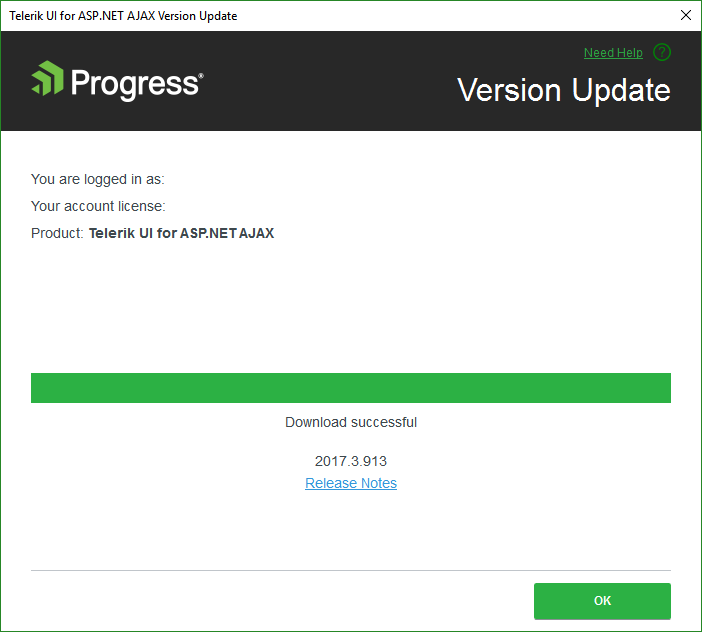 Telerik UI for ASP.NET AJAX Version Update
Need Help ?
Progress®
Version Update
You are logged in as:
Your account license:
Product: Telerik UI for ASP.NET AJAX
Download successful
2017.3.913
Release Notes
OK